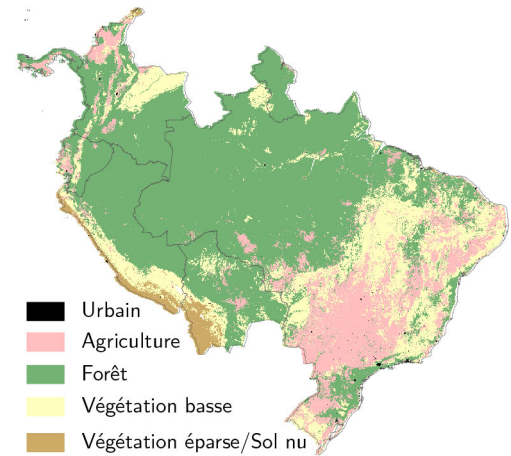 Urbain
Agriculture
Forêt
Végétation basse
Végétation éparse/Sol nu